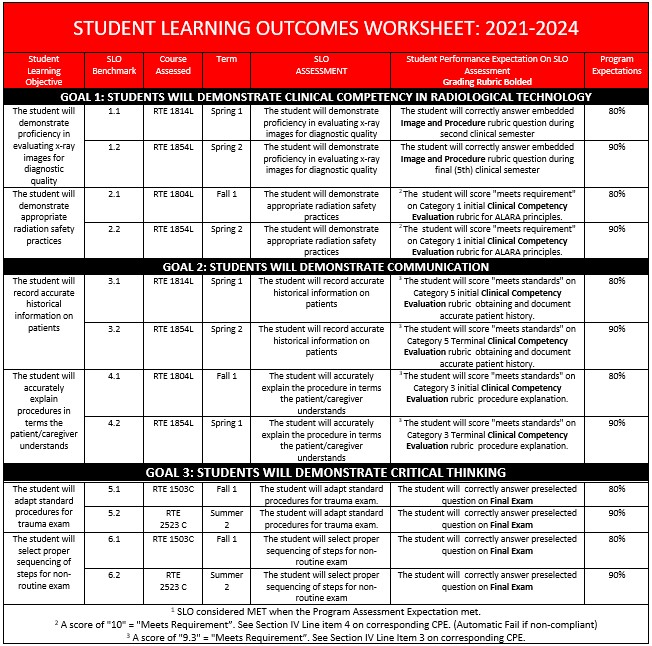 STUDENT LEARNING OUTCOMES WORKSHEET: 2021-2024
Student Learning Objective
SLO Benchmark
Course Assessed
Term
SLO ASSESSMENT
Student Performance Expectation On SLO Assessment Grading Rubric Bolded
Program Expectations
GOAL 1: STUDENTS WILL DEMONSTRATE CLINICAL COMPETENCY IN RADIOLOGICAL TECHNOLOGY
The student will demonstrate proficiency in evaluating x-ray images for diagnostic quality
1.1
RTE 1814L
Spring 1
The student will demonstrate proficiency in evaluating x-ray images for diagnostic quality
The student will correctly answer embedded Image and Procedure rubric question during second clinical semester
80%
1.2
RTE 1854L
Spring 2
The student will demonstrate proficiency in evaluating x-ray images for diagnostic quality
The student will correctly answer embedded Image and Procedure rubric question during final (5th) clinical semester
90%
The student will demonstrate appropriate radiation safety practices
2.1
RTE 1804L
Fall 1
The student will demonstrate appropriate radiation safety practices
2 The student will score "meets requirement" on Category 1 initial Clinical Competency Evaluation rubric for ALARA principles.
80%
2.2
RTE 1854L
Spring 2
The student will demonstrate appropriate radiation safety practices
2 The student will score "meets requirement" on Category 1 initial Clinical Competency Evaluation rubric for ALARA principles.
90%
GOAL 2: STUDENTS WILL DEMONSTRATE COMMUNICATION
The student will record accurate historical information on patients
3.1
RTE 1814L
Spring 1
The student will record accurate historical information on patients
3 The student will score "meets standards" on Category 5 initial Clinical Competency Evaluation rubric obtaining and document accurate patient history.
80%
3.2
RTE 1854L
Spring 2
The student will record accurate historical information on patients
3 The student will score "meets standards" on Category 5 Terminal Clinical Competency Evaluation rubric obtaining and document accurate patient history.
90%
The student will accurately explain procedures in terms the patient/caregiver understands
4.1
RTE 1804L
Fall 1
The student will accurately explain the procedure in terms the patient/caregiver understands
3 The student will score "meets standards" on Category 3 initial Clinical Competency Evaluation rubric procedure explanation.
80%
4.2
RTE 1854L
Spring 1
The student will accurately explain the procedure in terms the patient/caregiver understands
3 The student will score "meets standards" on Category 3 Terminal Clinical Competency Evaluation rubric procedure explanation.
90%
GOAL 3: STUDENTS WILL DEMONSTRATE CRITICAL THINKING
The student will adapt standard procedures for trauma exam
5.1
RTE 1503C
Fall 1
The student will adapt standard procedures for trauma exam.
The student will correctly answer preselected question on Final Exam
80%
5.2
RTE 2523 C
Summer 2
The student will adapt standard procedures for trauma exam.
The student will correctly answer preselected question on Final Exam
90%
The student will select proper sequencing of steps for non-routine exam
6.1
RTE 1503C
Fall 1
The student will select proper sequencing of steps for non-routine exam
The student will correctly answer preselected question on Final Exam
80%
6.2
RTE 2523 C
Summer 2
The student will select proper sequencing of steps for non-routine exam
The student will correctly answer preselected question on Final Exam
90%
1 SLO considered MET when the Program Assessment Expectation met.
2 A score of "10" = "Meets Requirement". See Section IV Line item 4 on corresponding CPE. (Automatic Fail if non-compliant)
3 A score of "9.3" = "Meets Requirement". See Section IV Line Item 3 on corresponding CPE.